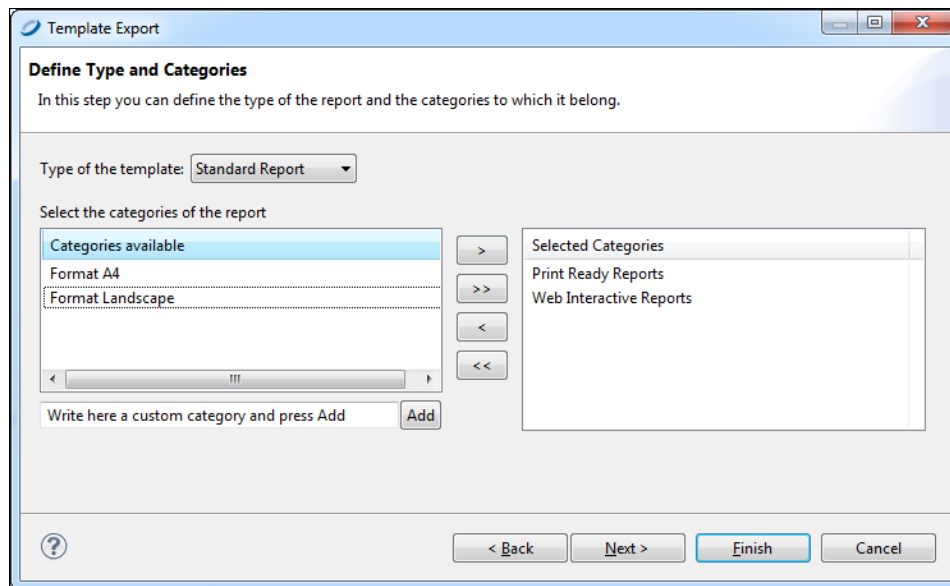 Template Export
Define Type and Categories
In this step you can define the type of the report and the categories to which it belong.
Type of the template: Standard Report
Select the categories of the report
Categories available
Format A4
Format Landscape
>
>>
<
<<
Selected Categories
Print Ready Reports
Web Interactive Reports
Write here a custom category and press Add
Add
?
< Back
Next >
Finish
Cancel